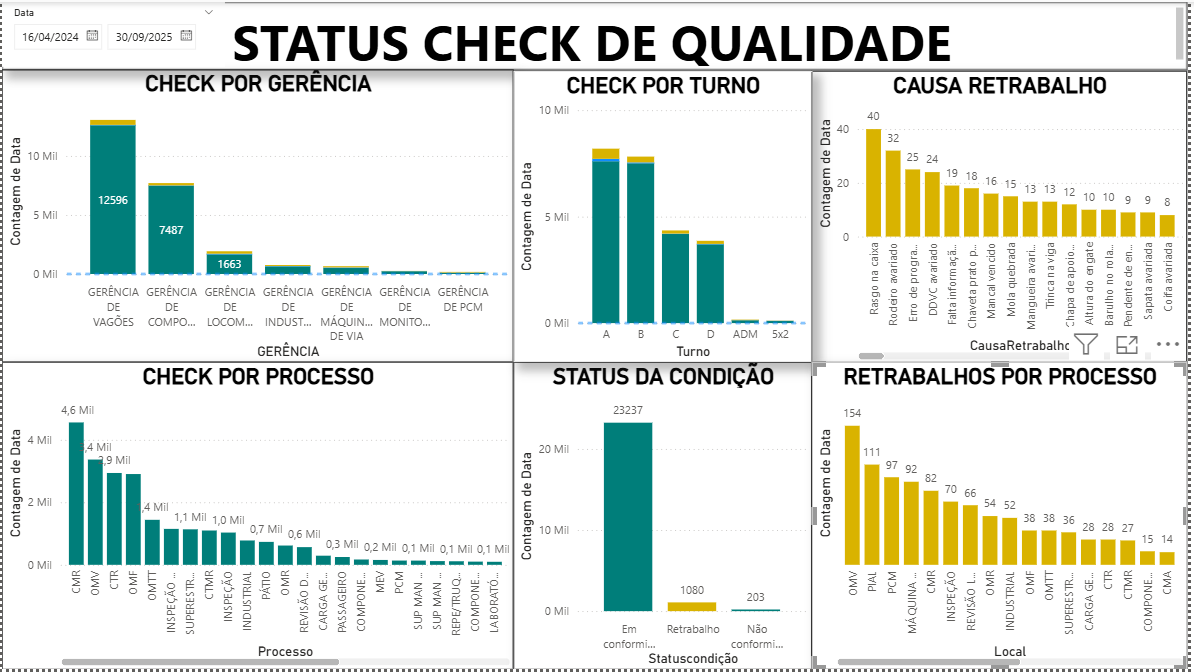 Data
16/04/2024 30/09/2025
STATUS CHECK DE QUALIDADE
CHECK POR GERÊNCIA
Contagem de Data
10 Mil
5 Mil
0 Mil
12596
7487
1663
GERÊNCIA DE VAGÕES
GERÊNCIA DE COMPO...
GERÊNCIA DE LOCOM...
GERÊNCIA DE INDUST...
GERÊNCIA DE MÁQUIN... DE VIA
GERÊNCIA DE MONITO...
GERÊNCIA DE PCM
GERÊNCIA
CHECK POR TURNO
Contagem de Data
10 Mil
5 Mil
0 Mil
A B C D ADM 5x2
Turno
CAUSA RETRABALHO
Contagem de Data
40
20
0
40 32 25 24 19 18 16 15 13 13 12 10 10 9 9 8
Rasgo na caixa
Rodeiro avariado
Erro de progra...
DDVC avariado
Falta informaçã...
Chaveta prato p...
Mancal vencido
Mola quebrada
Mangueira avari...
Trinca na viga
Chapa de apoio...
Altura do engate
Barulho no rola...
Pendente de en...
Sapata avariada
Coifa avariada
CausaRetrabalho
CHECK POR PROCESSO
Contagem de Data
4 Mil
2 Mil
0 Mil
4,6 Mil
3,4 Mil
2,9 Mil
,4 Mil
1,1 Mil
1,0 Mil
0,7 Mil
0,6 Mil
0,3 Mil
0,2 Mil
0,1 Mil
0,1 Mil
0,1 Mil
CMR
OMV
CTR
OMF
OMTT
INSPEÇÃO ...
SUPERESTR...
CTMR
INSPEÇÃO
INDUSTRIAL
PÁTIO
OMR
REVISÃO D...
CARGA GE...
PASSAGEIRO
COMPONE...
MEV
PCM
SUP MAN ...
SUP MAN ...
REPE/TRUQ...
COMPONE...
LABORATÓ...
Processo
STATUS DA CONDIÇÃO
Contagem de Data
20 Mil
10 Mil
0 Mil
23237
1080
203
Em conformi...
Retrabalho
Não conformi...
Statuscondição
RETRABALHOS POR PROCESSO
Contagem de Data
154 111 97 92 82 70 66 54 52 38 38 36 28 28 27 15 14
OMV
PIAL
PCM
MÁQUINA ...
CMR
INSPEÇÃO
REVISÃO L...
OMR
INDUSTRIAL
OMF
OMTT
SUPERESTR...
CARGA GE...
CTR
CTMR
COMPONE...
CMA
Local